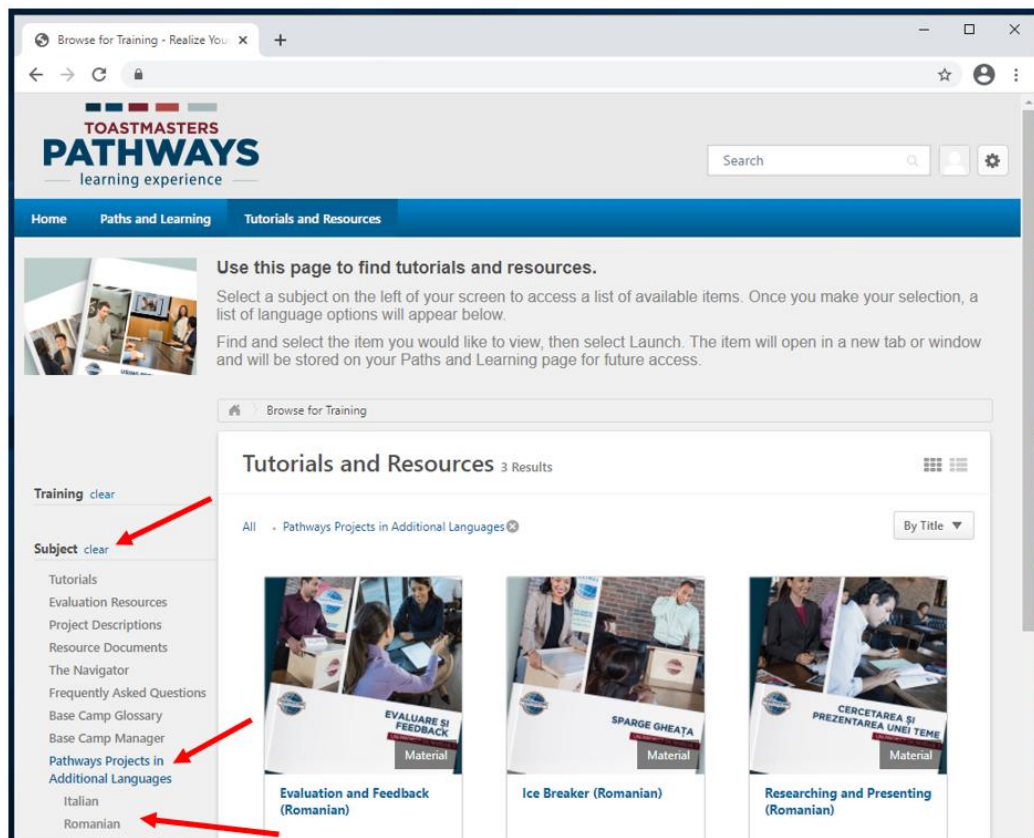 Browse for Training - Realize You
TOASTMASTERS
PATHWAYS
learning experience
Search
Home Paths and Learning Tutorials and Resources
Use this page to find tutorials and resources.
Select a subject on the left of your screen to access a list of available items. Once you make your selection, a
list of language options will appear below.
Find and select the item you would like to view, then select Launch. The item will open in a new tab or window
and will be stored on your Paths and Learning page for future access.
Browse for Training
Tutorials and Resources 3 Results
Training clear
All • Pathways Projects in Additional Languages
By Title
Subject clear
Tutorials
Evaluation Resources
Project Descriptions
Resource Documents
The Navigator
Frequently Asked Questions
Base Camp Glossary
Base Camp Manager
Pathways Projects in
Additional Languages
Italian
Romanian
EVALUARE ȘI
FEEDBACK
Material
Evaluation and Feedback
(Romanian)
SPARGE GHEAȚA
Material
Ice Breaker (Romanian)
CERCETAREA ȘI
PREZENTAREA UNEI TEME
Material
Researching and Presenting
(Romanian)